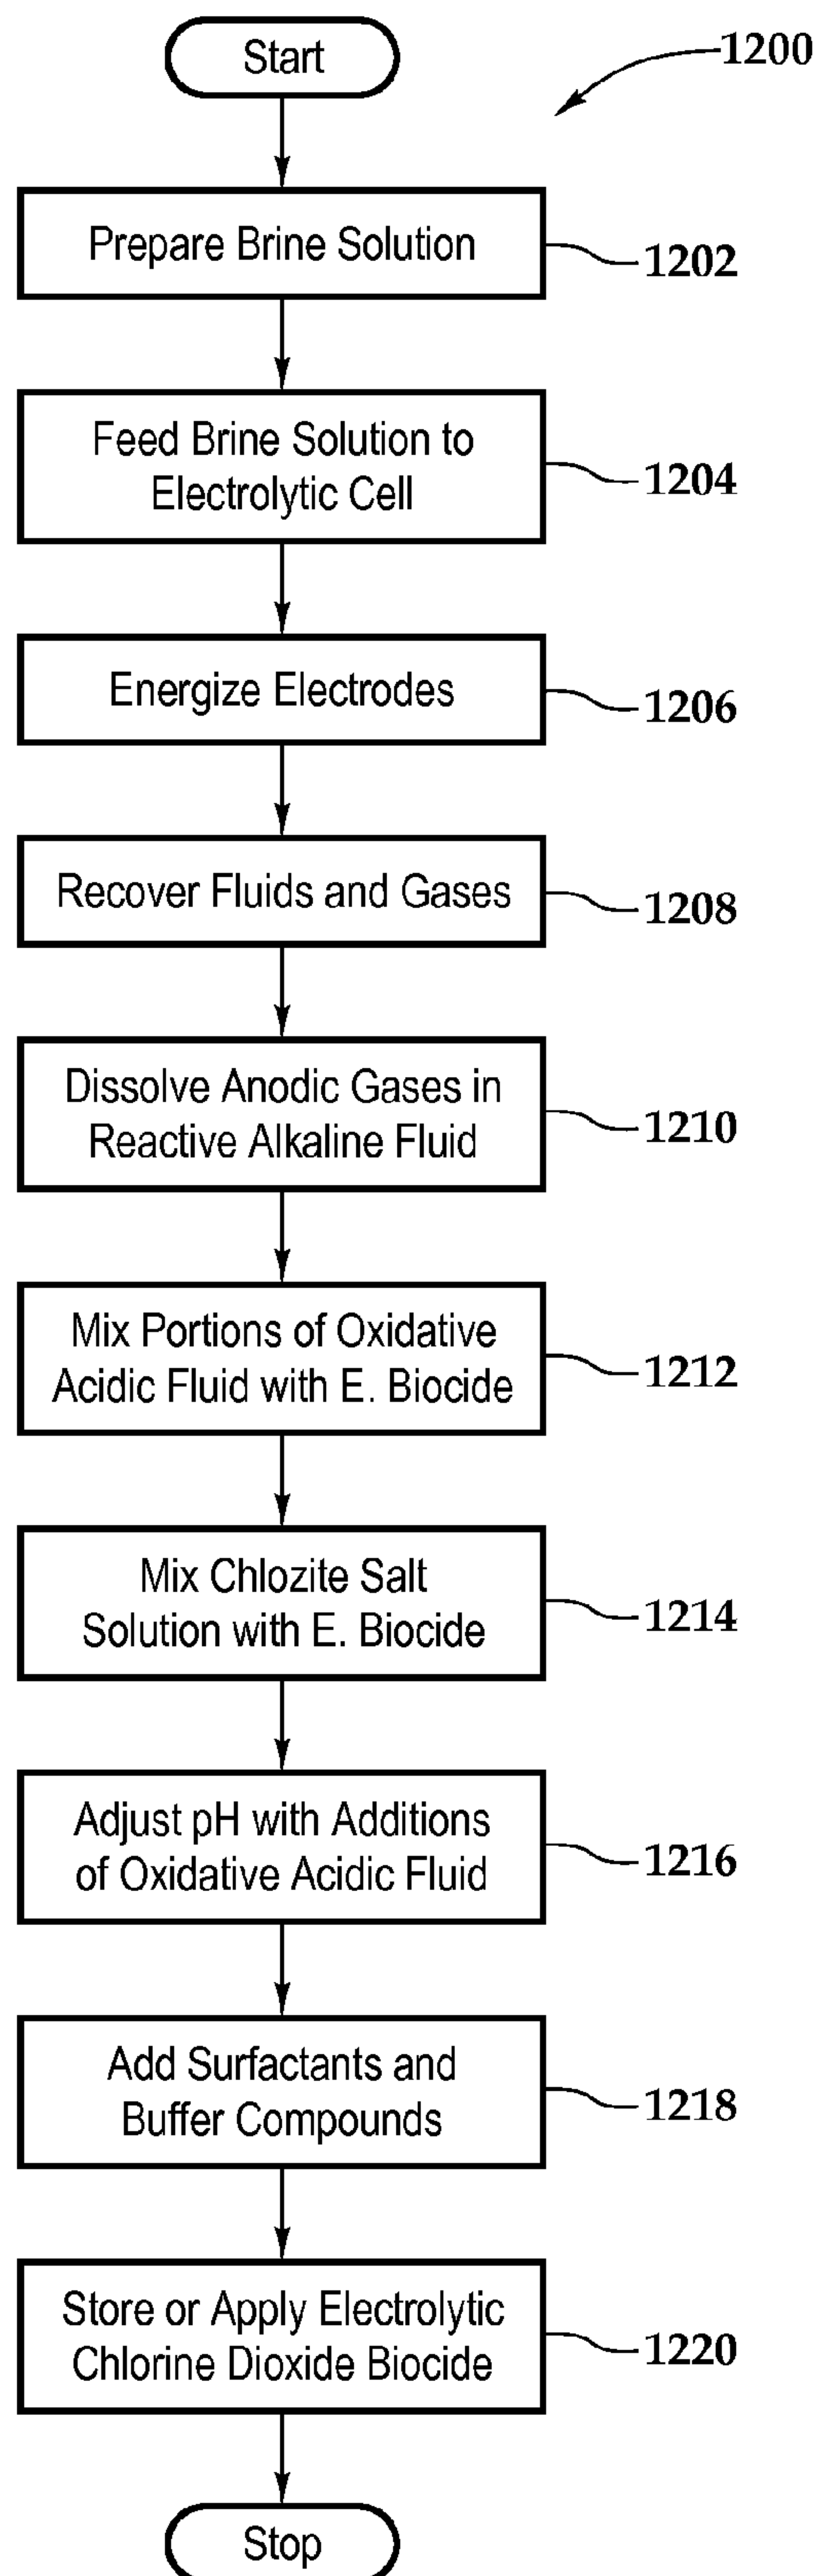 Start
1200
Prepare Brine Solution
1202
Feed Brine Solution to
Electrolytic Cell
1204
Energize Electrodes
1206
Recover Fluids and Gases
1208
Dissolve Anodic Gases in
Reactive Alkaline Fluid
1210
Mix Portions of Oxidative
Acidic Fluid with E. Biocide
1212
Mix Chlozite Salt
Solution with E. Biocide
1214
Adjust pH with Additions
of Oxidative Acidic Fluid
1216
Add Surfactants and
Buffer Compounds
1218
Store or Apply Electrolytic
Chlorine Dioxide Biocide
1220
Stop